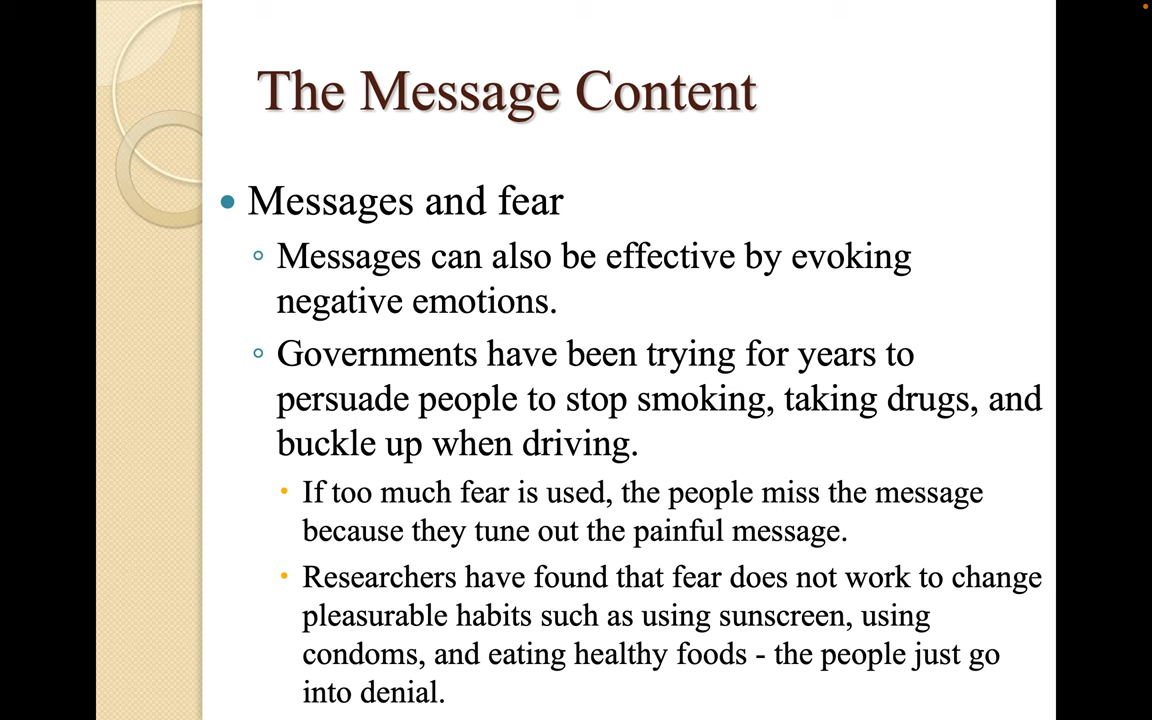 The Message Content
• Messages and fear
◦ Messages can also be effective by evoking
negative emotions.
◦ Governments have been trying for years to
persuade people to stop smoking, taking drugs, and
buckle up when driving.
• If too much fear is used, the people miss the message
because they tune out the painful message.
• Researchers have found that fear does not work to change
pleasurable habits such as using sunscreen, using
condoms, and eating healthy foods - the people just go
into denial.